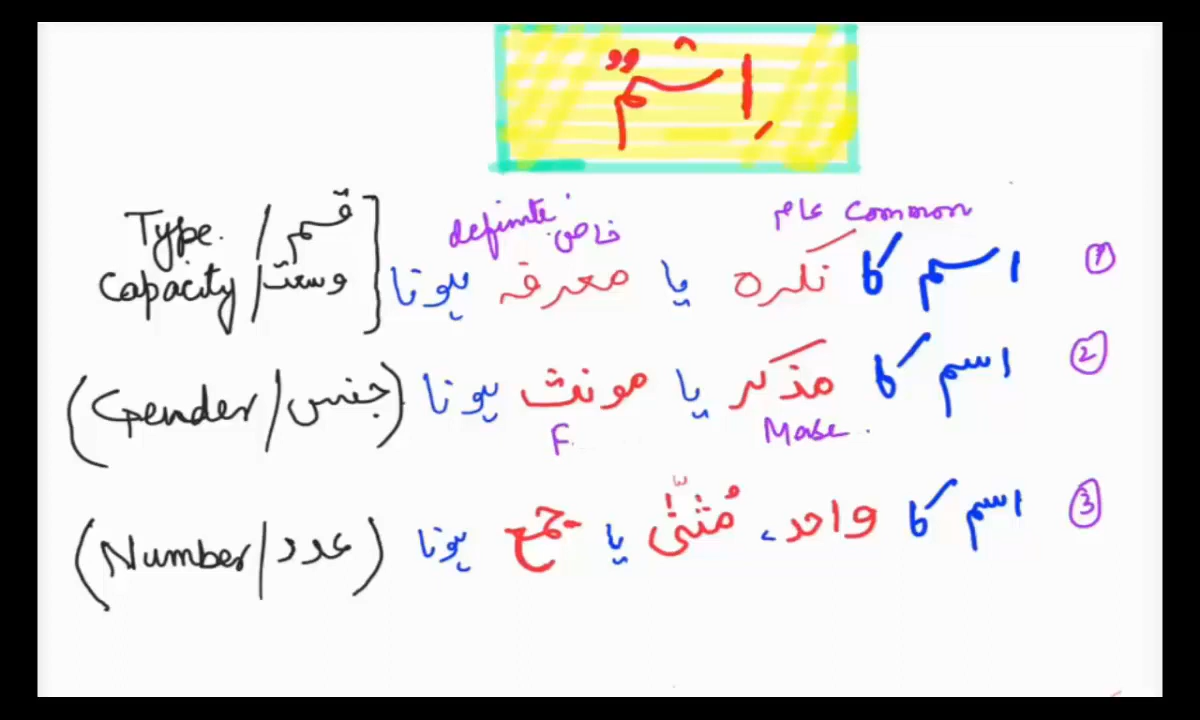 اِسْمٌ
عام common خاص definite
① اسم کا نکرہ یا معرفہ ہونا [قسم / Type.
وسعت / Capacity
② اسم کا مذکر یا مونث ہونا (جنس / Gender)
Masc. F
③ اسم کا واحد، مُثنّٰی یا جمع ہونا (عدد / Number)